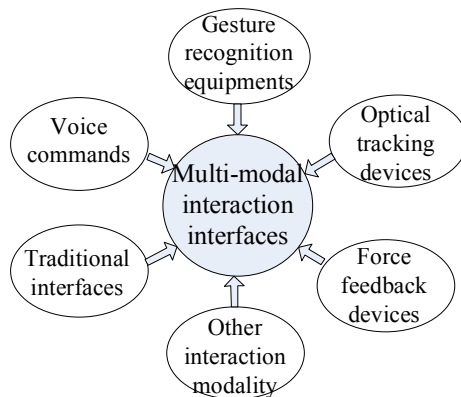 Gesture
recognition
equipments
Voice
commands
Optical
tracking
devices
Multi-modal
interaction
interfaces
Traditional
interfaces
Force
feedback
devices
Other
interaction
modality